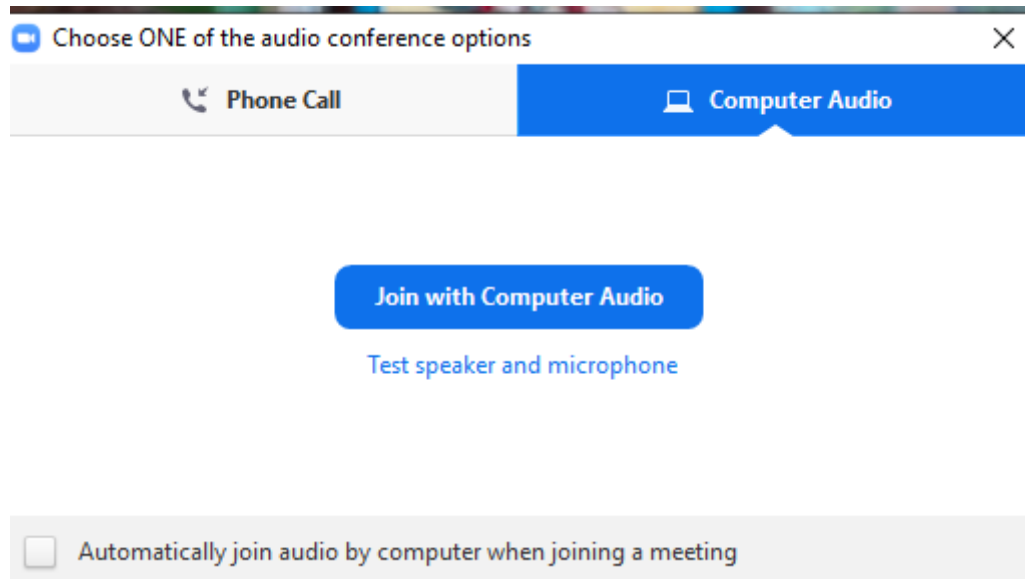 Choose ONE of the audio conference options
Phone Call
Computer Audio
Join with Computer Audio
Test speaker and microphone
Automatically join audio by computer when joining a meeting